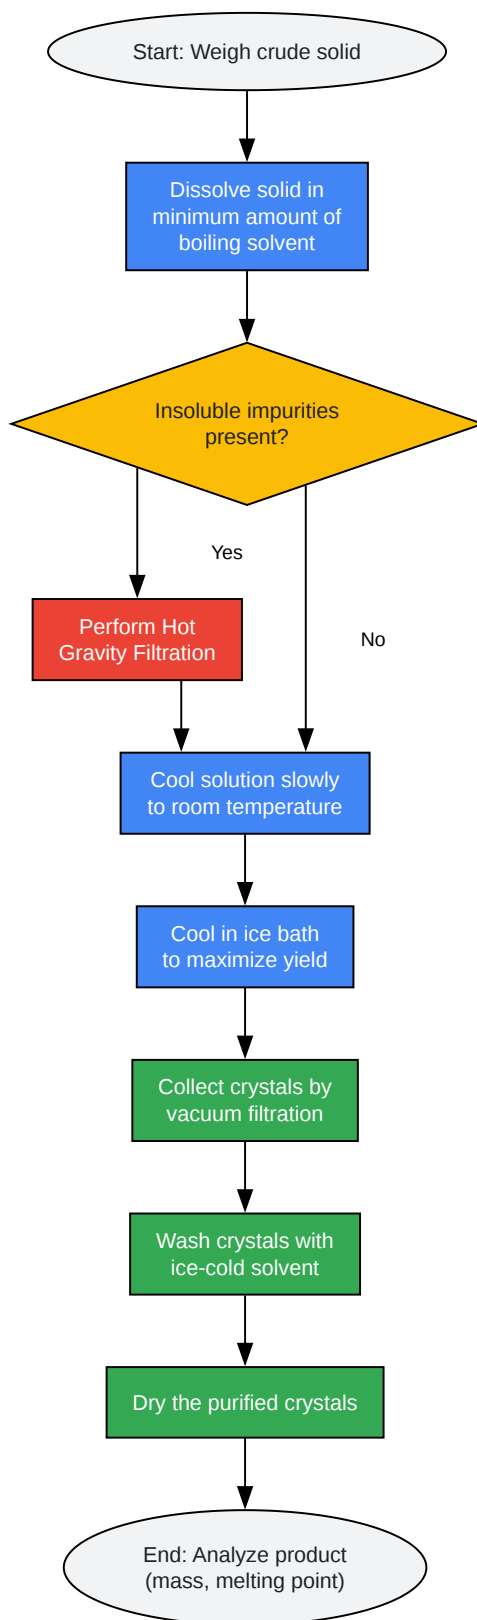 Start: Weigh crude solid
Dissolve solid in
minimum amount of
boiling solvent
Insoluble impurities
present?
Yes
Perform Hot
Gravity Filtration
No
Cool solution slowly
to room temperature
Cool in ice bath
to maximize yield
Collect crystals by
vacuum filtration
Wash crystals with
ice-cold solvent
Dry the purified crystals
End: Analyze product
(mass, melting point)